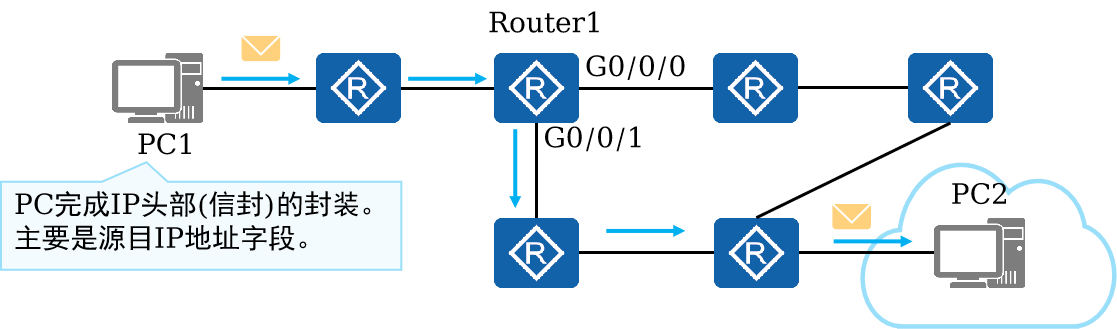 Router1
G0/0/0
R
R
R
R
PC1
G0/0/1
PC完成IP头部(信封)的封装。
主要是源目IP地址字段。
PC2
R
R